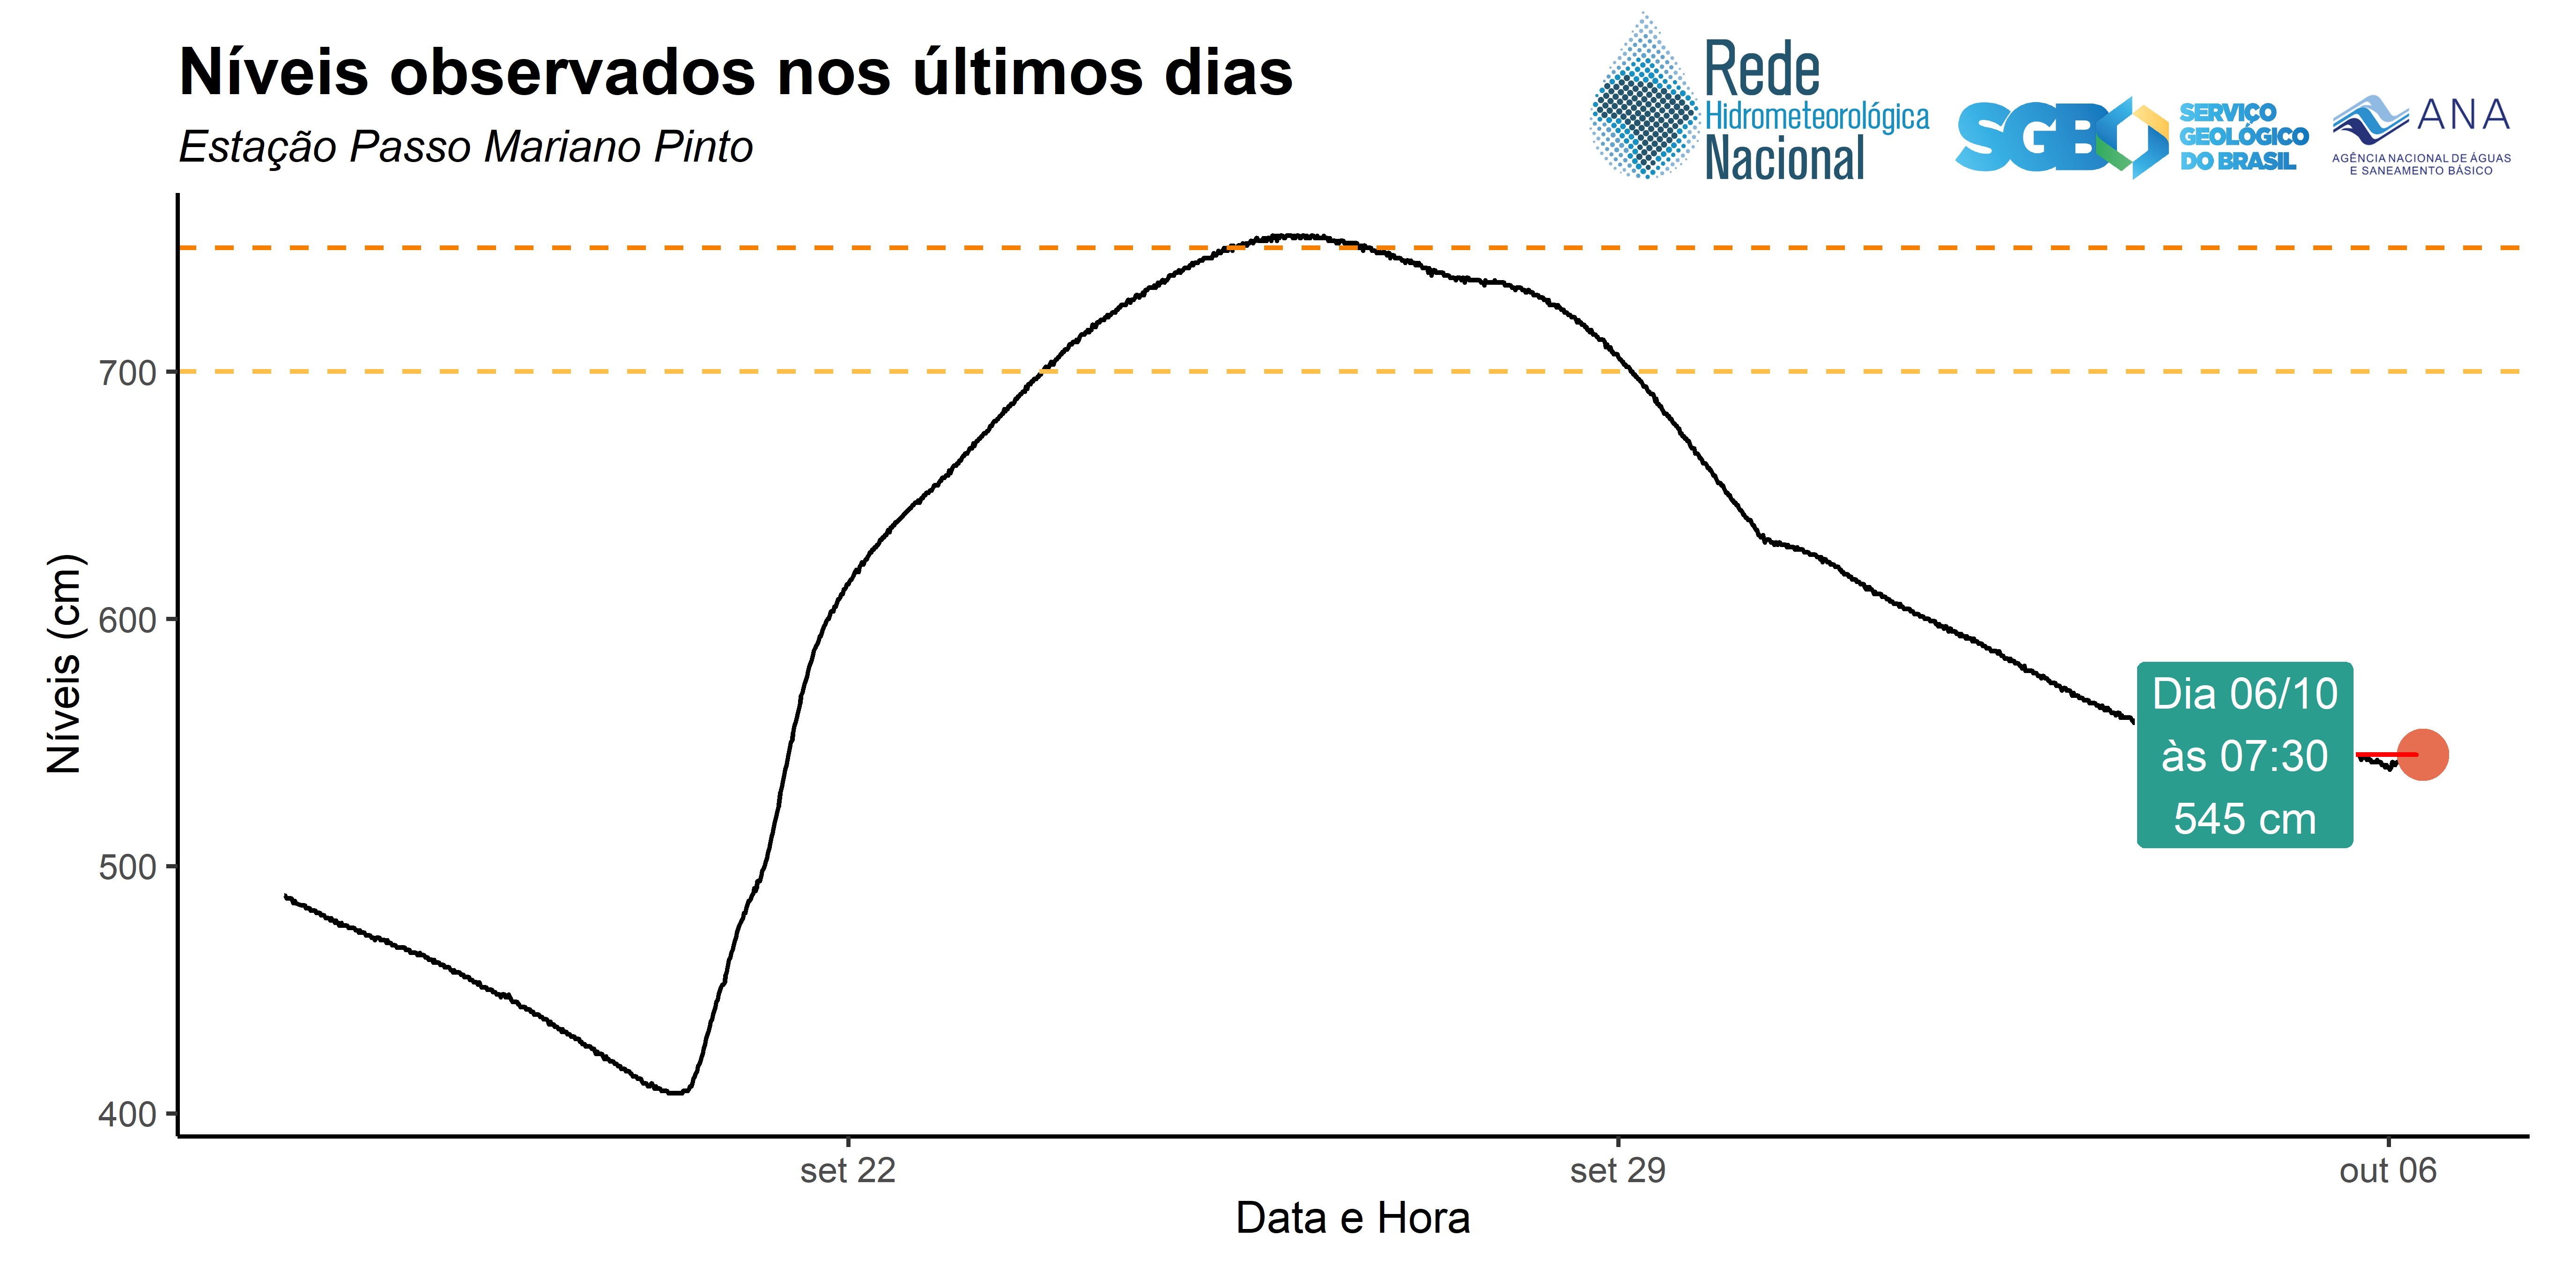 Níveis observados nos últimos dias
Estação Passo Mariano Pinto
Rede
Hidrometeorológica
Nacional
SGB
SERVIÇO
GEOLÓGICO
DO BRASIL
ANA
AGÊNCIA NACIONAL DE ÁGUAS
E SANEAMENTO BÁSICO
Níveis (cm)
700
600
500
400
Dia 06/10
às 07:30
545 cm
set 22
set 29
out 06
Data e Hora